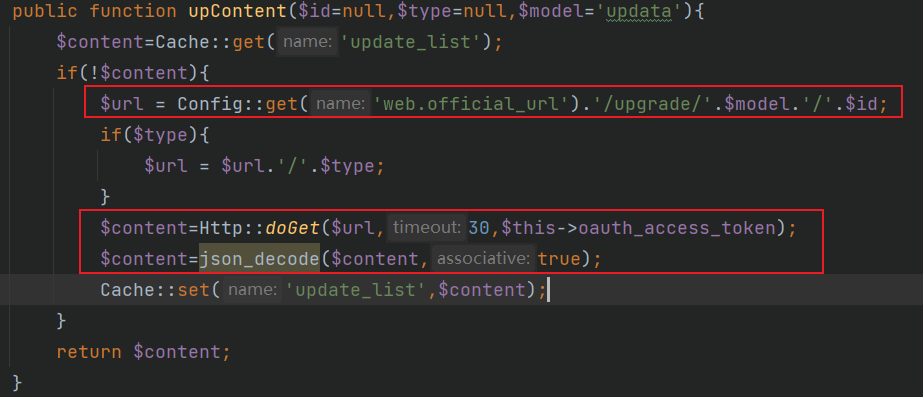 public function upContent($id=null,$type=null,$model='updata'){
$content=Cache::get( name: 'update_list');
if(!$content){
$url = Config::get( name: 'web.official_url').'/upgrade/'.$model.'/'.$id;
if($type){
$url = $url.'/'.$type;
}
$content=Http::doGet($url, timeout: 30,$this->oauth_access_token);
$content=json_decode($content, associative: true);
Cache::set( name: 'update_list',$content);
}
return $content;
}